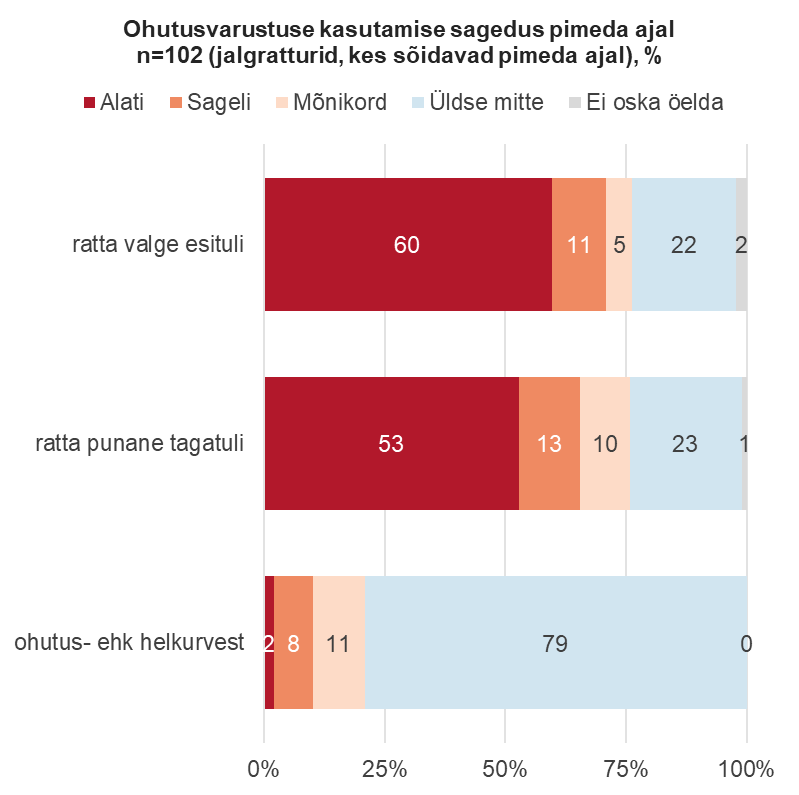 Ohutusvarustuse kasutamise sagedus pimeda ajal
n=102 (jalgratturid, kes sõidavad pimeda ajal), %
Alati Sageli Mõnikord Üldse mitte Ei oska öelda
ratta valge esituli 60 11 5 22 2
ratta punane tagatuli 53 13 10 23 1
ohutus- ehk helkurvest 2 8 11 79 0
0% 25% 50% 75% 100%